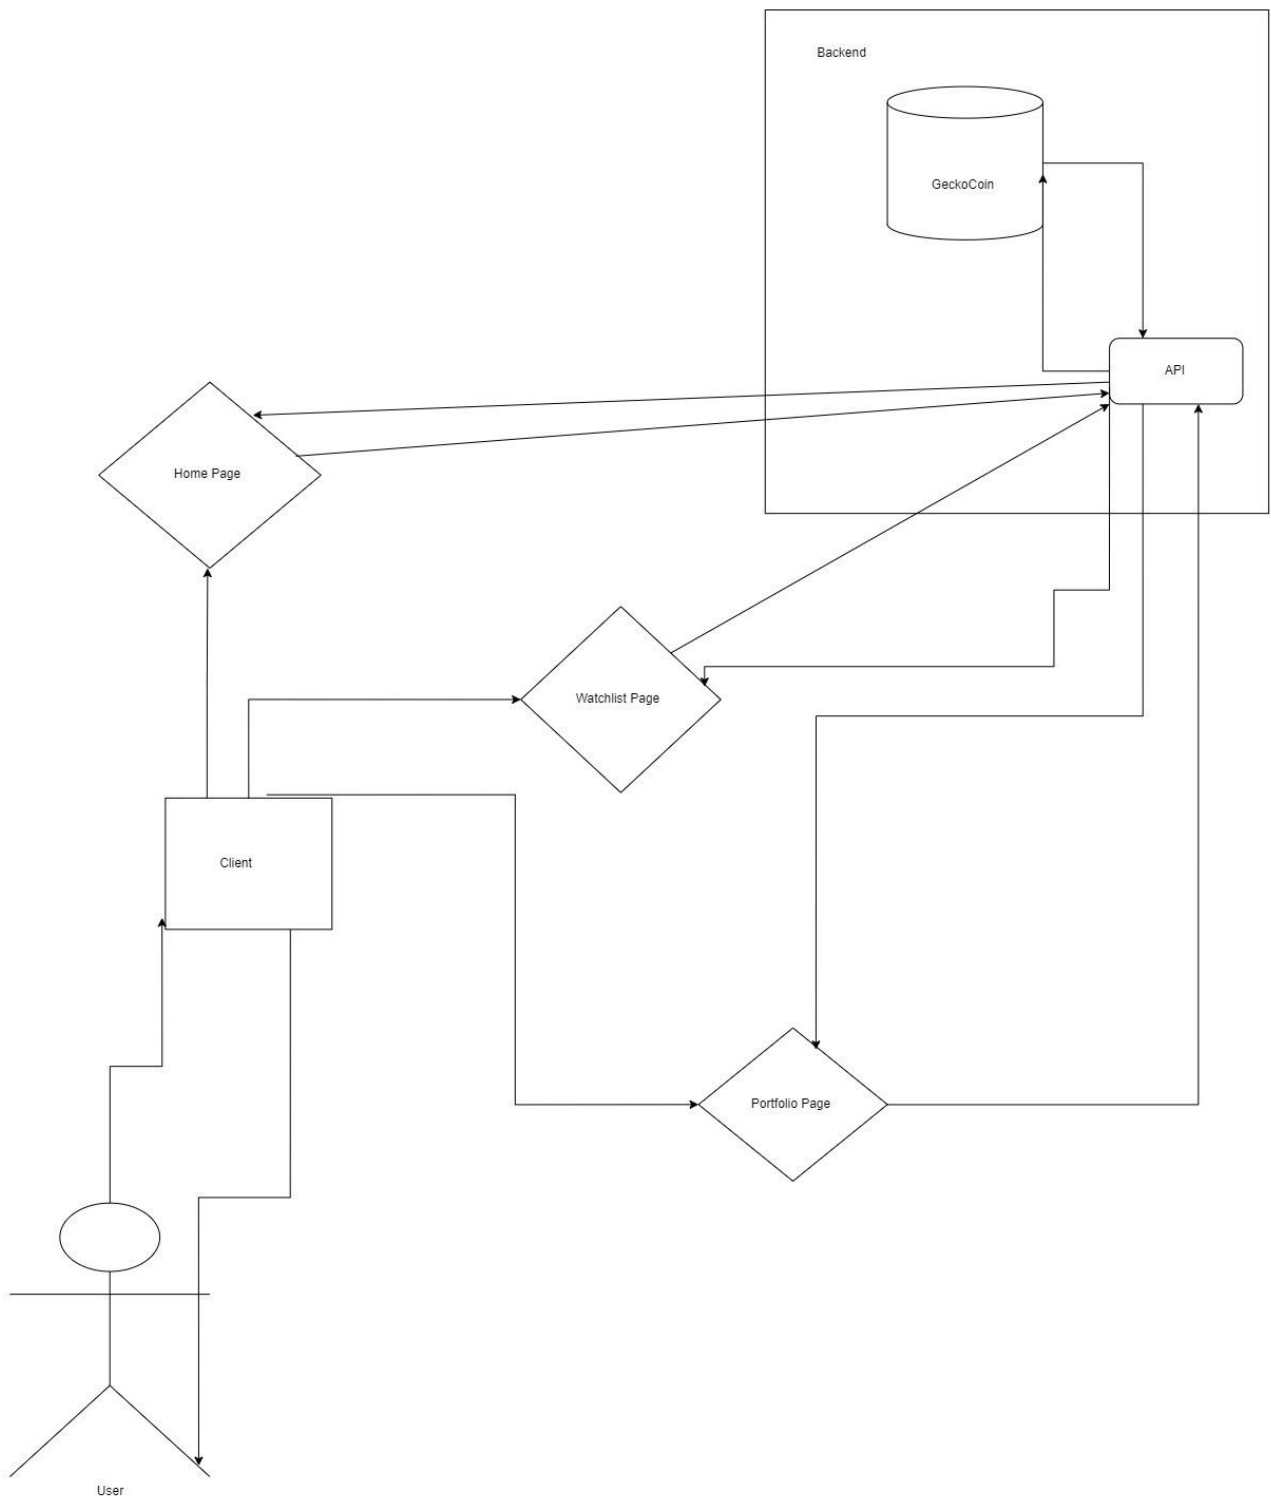 Backend
GeckoCoin
API
Home Page
Watchlist Page
Client
Portfolio Page
User